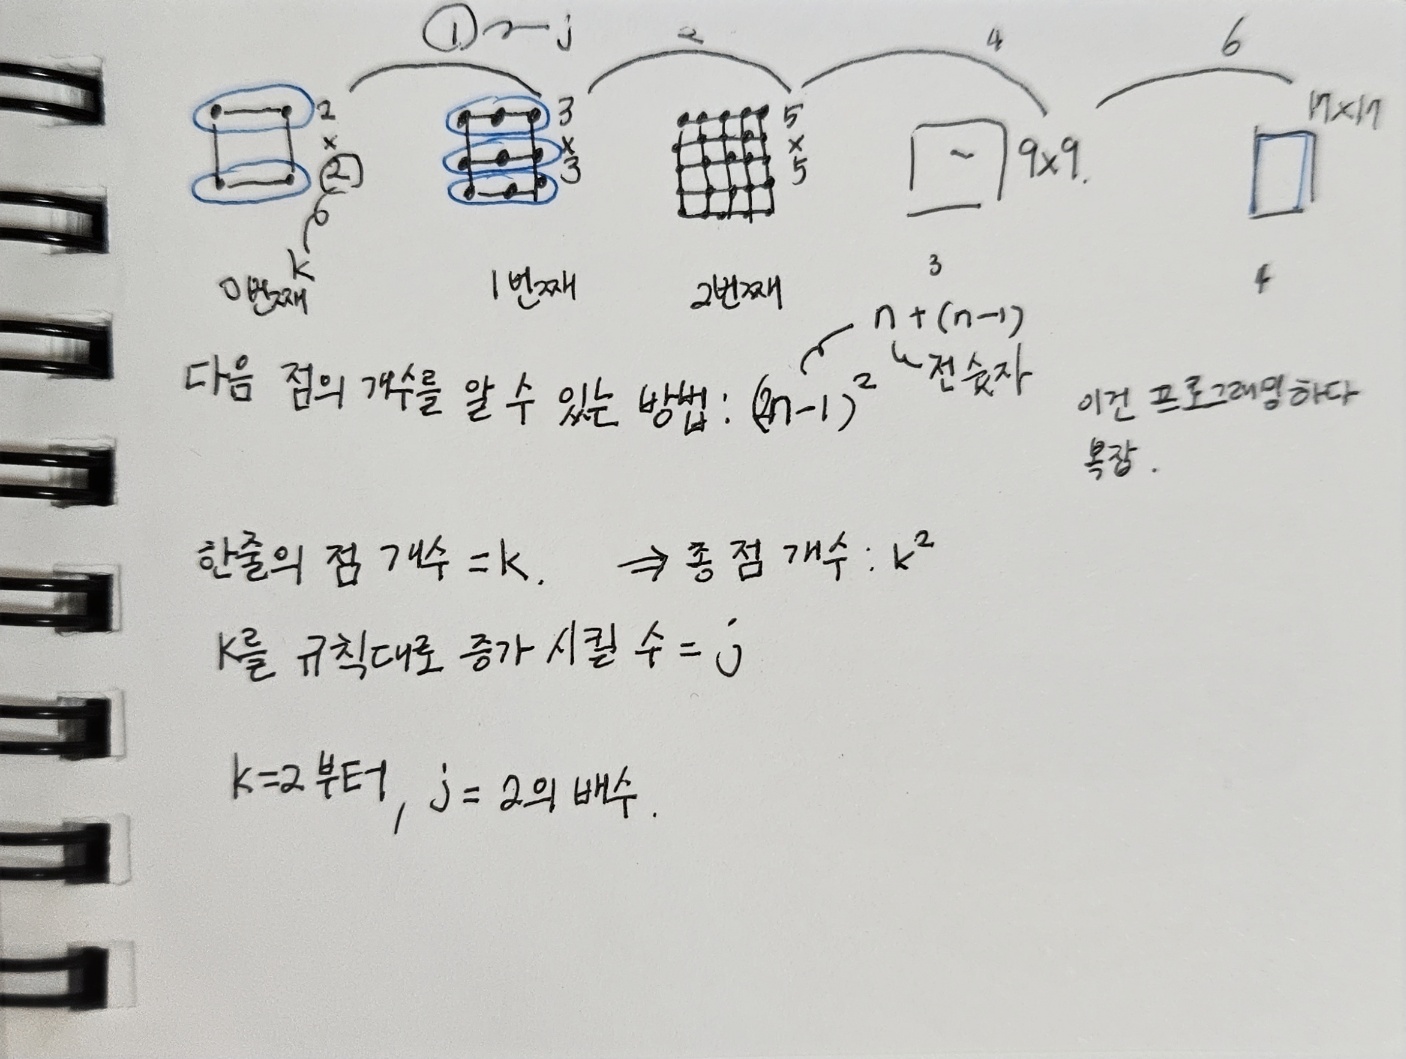 ① j 2 4 6
2 × ② 3 × 3 5 × 5 9x9. 17x17
k
0번째 1번째 2번째 3 4
n + (n-1)
전 숫자
다음 점의 개수를 알 수 있는 방법: (2n-1)²
이건 프로그래밍하다
복잡.
한줄의 점 개수 = k. ⇒ 총 점 개수: k²
k를 규칙대로 증가 시킬 수 = j
k=2부터, j = 2의 배수.